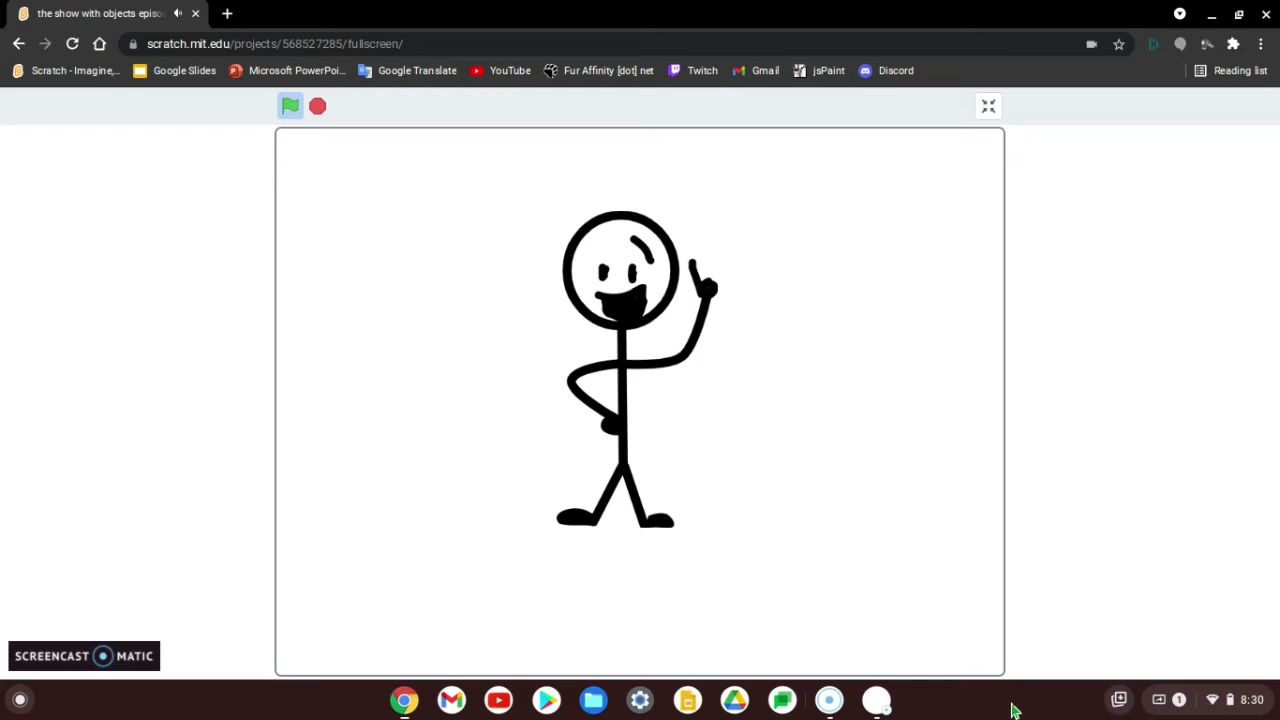 the show with objects episo
scratch.mit.edu/projects/568527285/fullscreen/
Scratch - Imagine,...
Google Slides
Microsoft PowerPoi...
Google Translate
YouTube
Fur Affinity [dot] net
Twitch
Gmail
jsPaint
Discord
Reading list
SCREENCAST MATIC
1
8:30